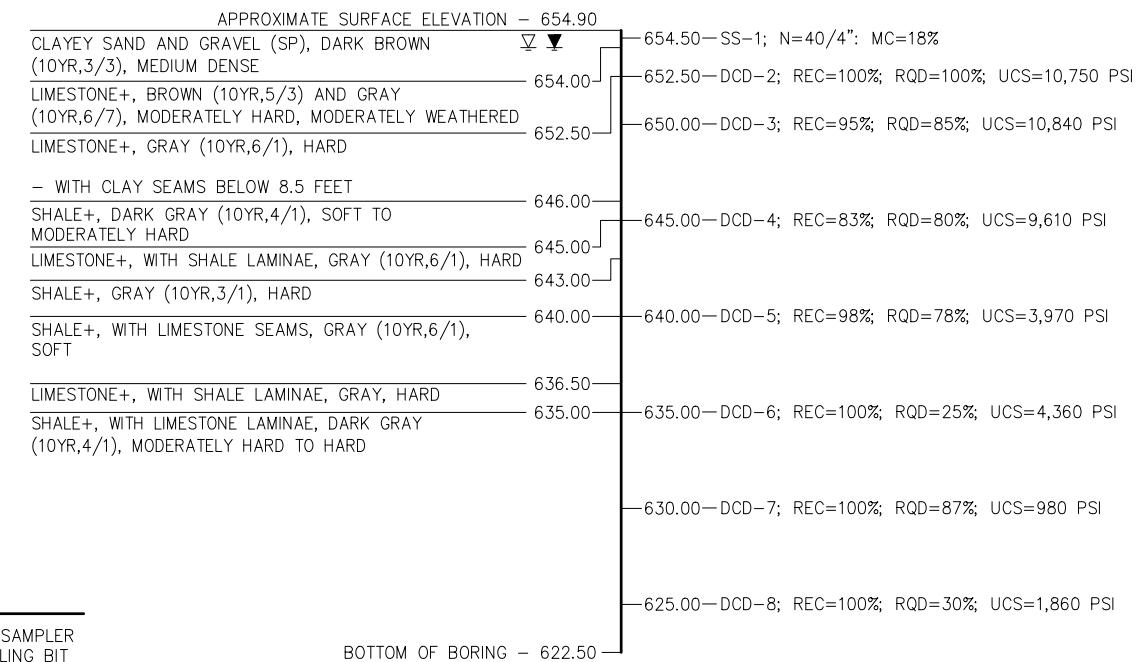 APPROXIMATE SURFACE ELEVATION – 654.90
CLAYEY SAND AND GRAVEL (SP), DARK BROWN
(10YR,3/3), MEDIUM DENSE
654.00
LIMESTONE+, BROWN (10YR,5/3) AND GRAY
(10YR,6/7), MODERATELY HARD, MODERATELY WEATHERED
652.50
LIMESTONE+, GRAY (10YR,6/1), HARD
– WITH CLAY SEAMS BELOW 8.5 FEET
646.00
SHALE+, DARK GRAY (10YR,4/1), SOFT TO
MODERATELY HARD
645.00
LIMESTONE+, WITH SHALE LAMINAE, GRAY (10YR,6/1), HARD
643.00
SHALE+, GRAY (10YR,3/1), HARD
640.00
SHALE+, WITH LIMESTONE SEAMS, GRAY (10YR,6/1),
SOFT
636.50
LIMESTONE+, WITH SHALE LAMINAE, GRAY, HARD
635.00
SHALE+, WITH LIMESTONE LAMINAE, DARK GRAY
(10YR,4/1), MODERATELY HARD TO HARD
654.50–SS–1; N=40/4": MC=18%
652.50–DCD–2; REC=100%; RQD=100%; UCS=10,750 PSI
650.00–DCD–3; REC=95%; RQD=85%; UCS=10,840 PSI
645.00–DCD–4; REC=83%; RQD=80%; UCS=9,610 PSI
640.00–DCD–5; REC=98%; RQD=78%; UCS=3,970 PSI
635.00–DCD–6; REC=100%; RQD=25%; UCS=4,360 PSI
630.00–DCD–7; REC=100%; RQD=87%; UCS=980 PSI
625.00–DCD–8; REC=100%; RQD=30%; UCS=1,860 PSI
SAMPLER
LING BIT
BOTTOM OF BORING – 622.50